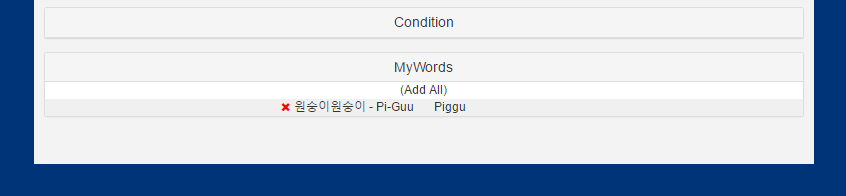 Condition
MyWords
(Add All)
원숭이원숭이 - Pi-Guu Piggu